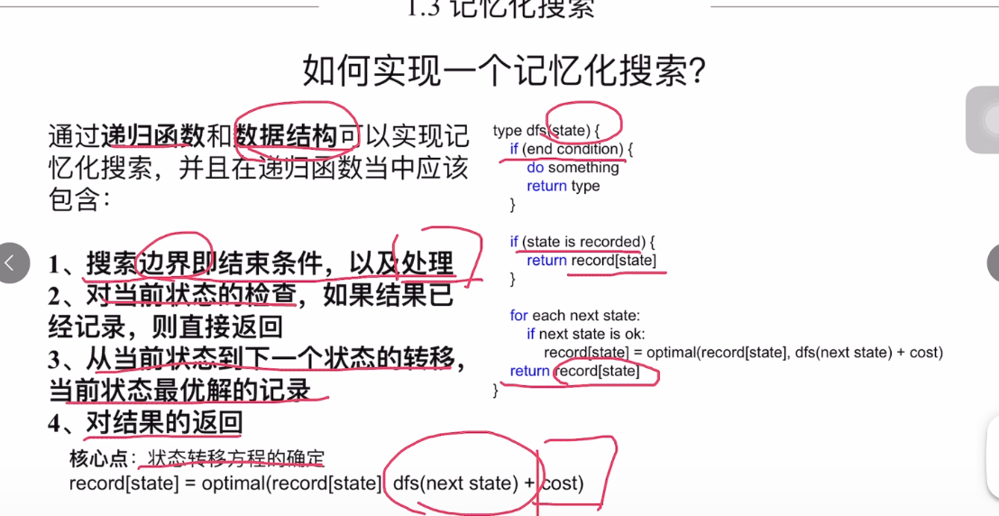 1.3 记忆化搜索
如何实现一个记忆化搜索?
通过递归函数和数据结构可以实现记
忆化搜索，并且在递归函数当中应该
包含：
1、搜索边界即结束条件，以及处理
2、对当前状态的检查，如果结果已
经记录，则直接返回
3、从当前状态到下一个状态的转移，
当前状态最优解的记录
4、对结果的返回
核心点：状态转移方程的确定
record[state] = optimal(record[state] dfs(next state) + cost)
type dfs(state) {
if (end condition) {
do something
return type
}
if (state is recorded) {
return record[state]
}
for each next state:
if next state is ok:
record[state] = optimal(record[state], dfs(next state) + cost)
return record[state]
}